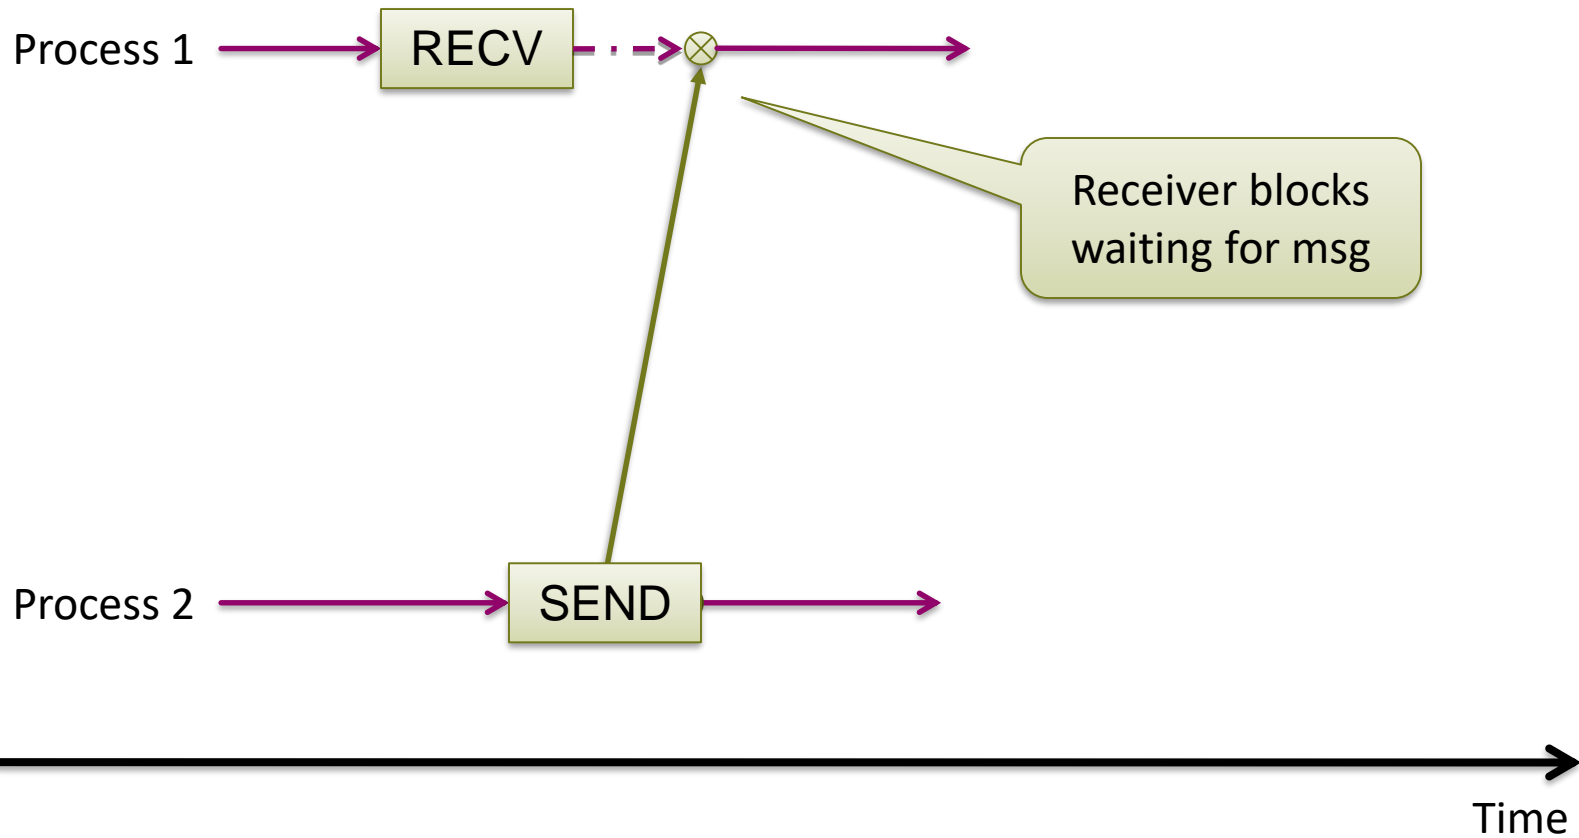 Process 1
RECV
Receiver blocks
waiting for msg
Process 2
SEND
Time